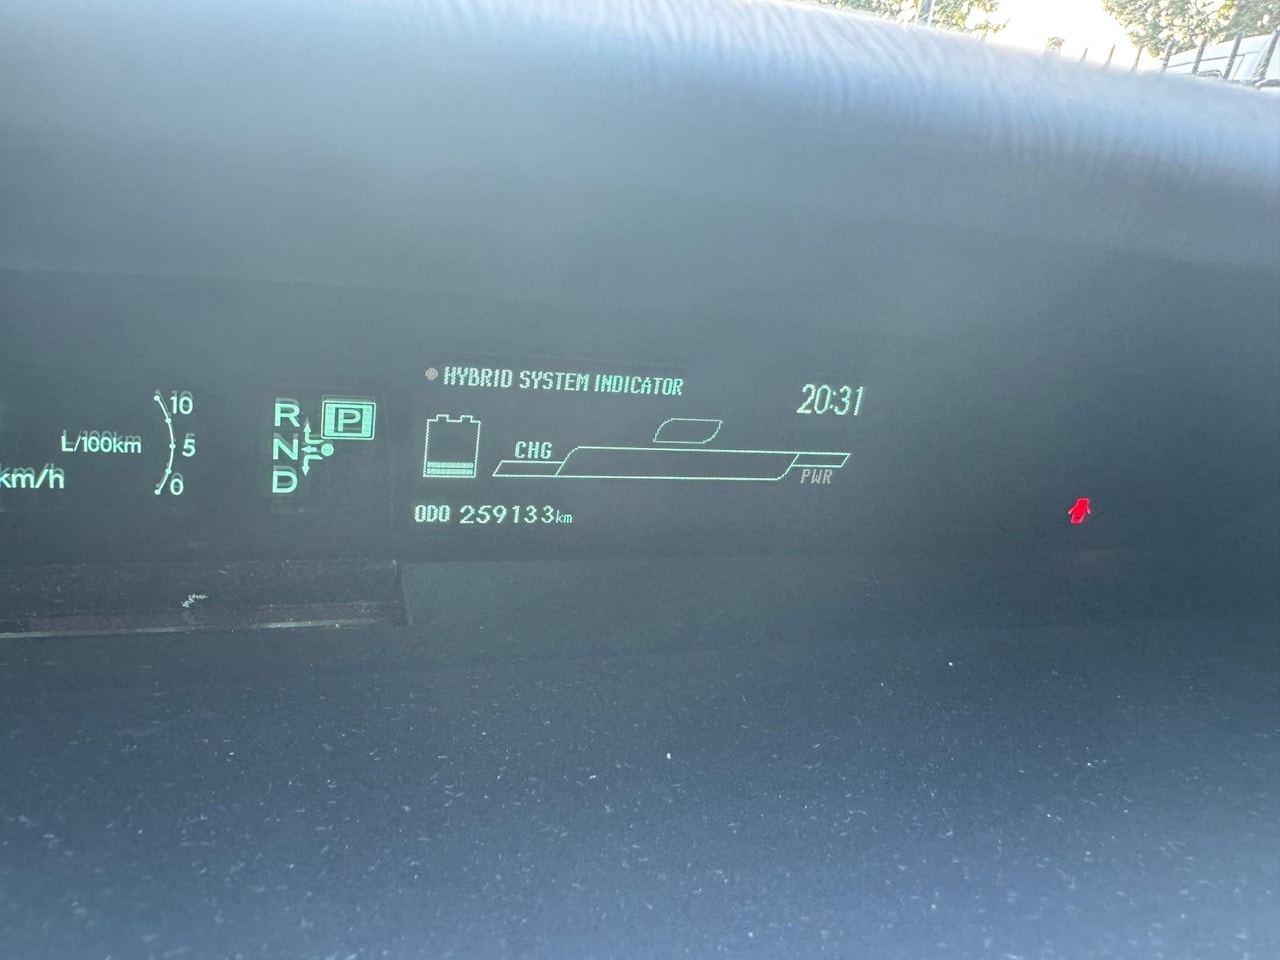 HYBRID SYSTEM INDICATOR
20:31
10
L/100km
5
0
km/h
R
P
N
D
CHG
PWR
ODO 259133km